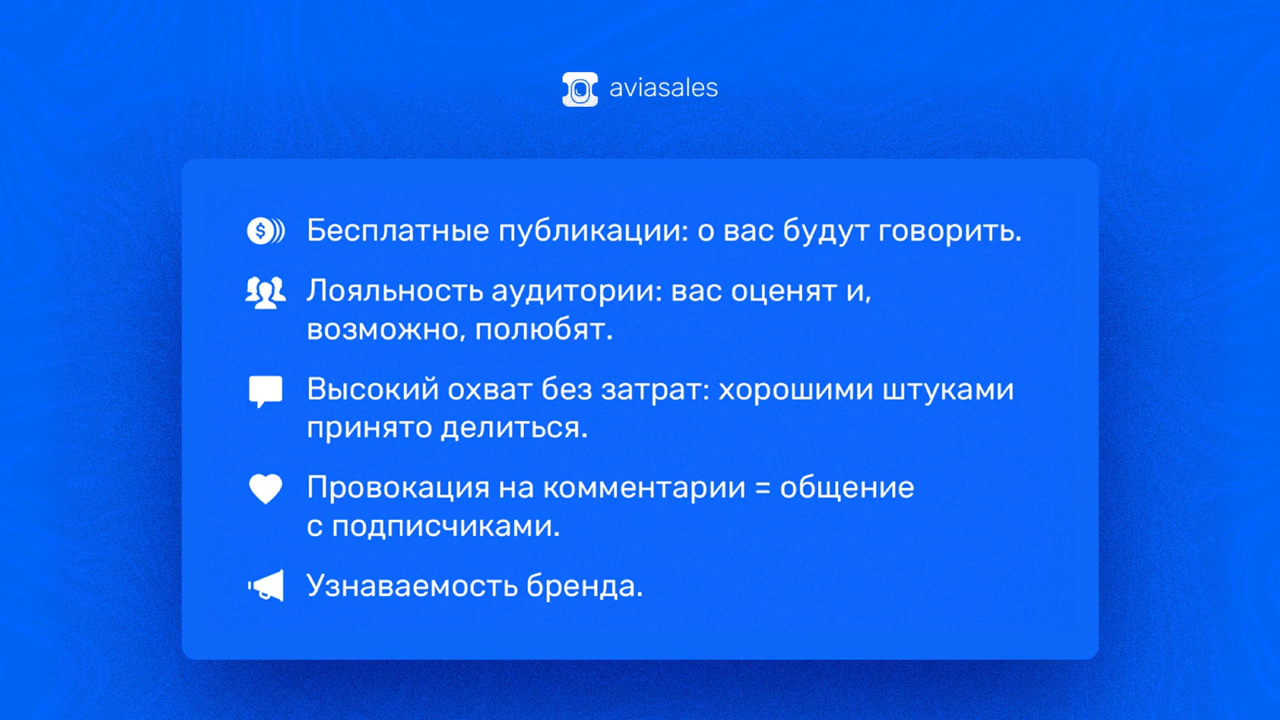 aviasales
Бесплатные публикации: о вас будут говорить.
Лояльность аудитории: вас оценят и,
возможно, полюбят.
Высокий охват без затрат: хорошими штуками
принято делиться.
Провокация на комментарии = общение
с подписчиками.
Узнаваемость бренда.